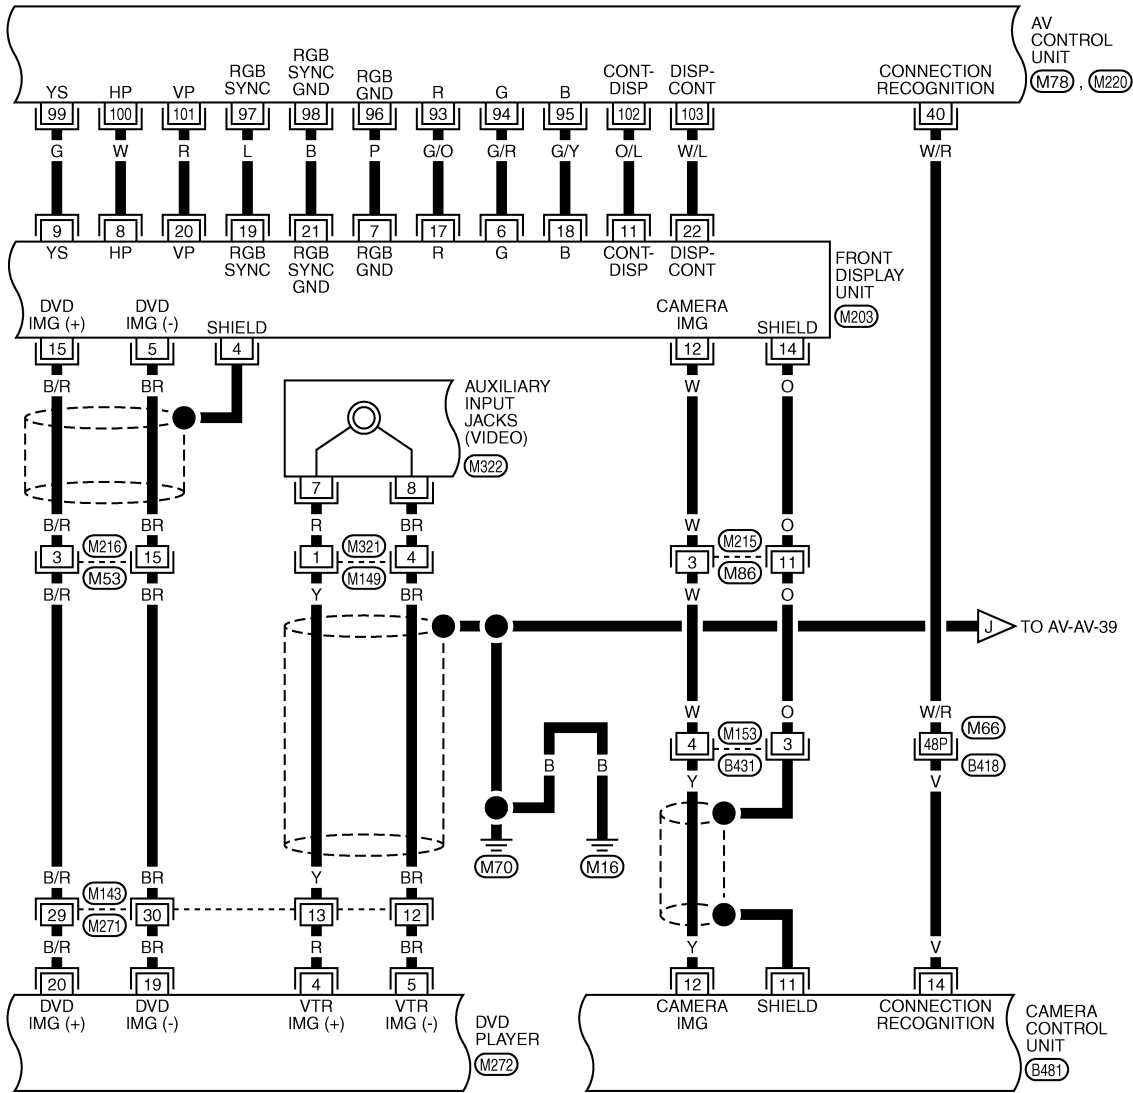 AV
CONTROL
UNIT
M78 , M220
YS HP VP RGB SYNC RGB SYNC GND RGB GND R G B CONT-DISP DISP-CONT CONNECTION RECOGNITION
99 100 101 97 98 96 93 94 95 102 103 40
G W R L B P G/O G/R G/Y O/L W/L W/R
9 8 20 19 21 7 17 6 18 11 22
YS HP VP RGB SYNC RGB SYNC GND RGB GND R G B CONT-DISP DISP-CONT
FRONT
DISPLAY
UNIT
M203
DVD IMG (+) DVD IMG (-) SHIELD CAMERA IMG SHIELD
15 5 4 12 14
B/R BR W O
AUXILIARY
INPUT
JACKS
(VIDEO)
M322
7 8
B/R BR R BR W O
3 M216 15 1 M321 4 3 M215 11
M53 M149 M86
B/R BR Y BR W O
J TO AV-AV-39
W O W/R
4 M153 3 48P M66
B431 B418
B B
Y V
M70 M16
B/R BR Y BR
29 M143 30 13 12
M271
B/R BR R BR Y V
20 19 4 5 12 11 14
DVD IMG (+) DVD IMG (-) VTR IMG (+) VTR IMG (-) CAMERA IMG SHIELD CONNECTION RECOGNITION
DVD
PLAYER
M272
CAMERA
CONTROL
UNIT
B481